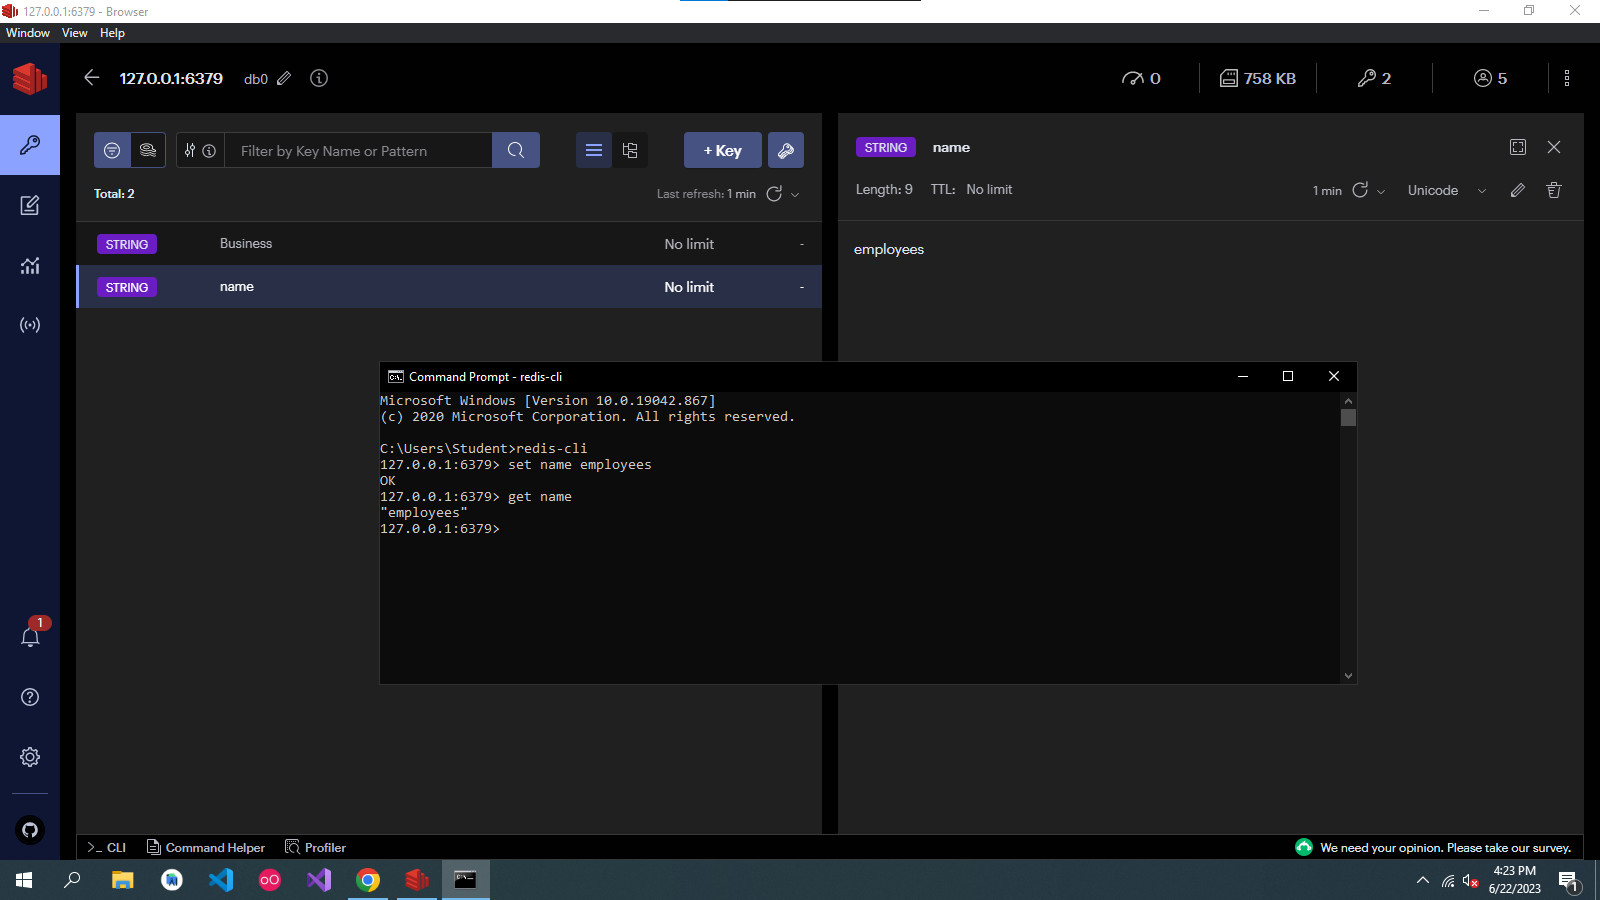 127.0.0.1:6379 - Browser
Window View Help
127.0.0.1:6379 db0 0 758 KB 2 5
Filter by Key Name or Pattern + Key
Total: 2 Last refresh: 1 min
STRING Business No limit -
STRING name No limit -
STRING name
Length: 9 TTL: No limit 1 min Unicode
employees
Command Prompt - redis-cli
Microsoft Windows [Version 10.0.19042.867]
(c) 2020 Microsoft Corporation. All rights reserved.
C:\Users\Student>redis-cli
127.0.0.1:6379> set name employees
OK
127.0.0.1:6379> get name
"employees"
127.0.0.1:6379>
1
>_ CLI Command Helper Profiler We need your opinion. Please take our survey.
4:23 PM
6/22/2023
1